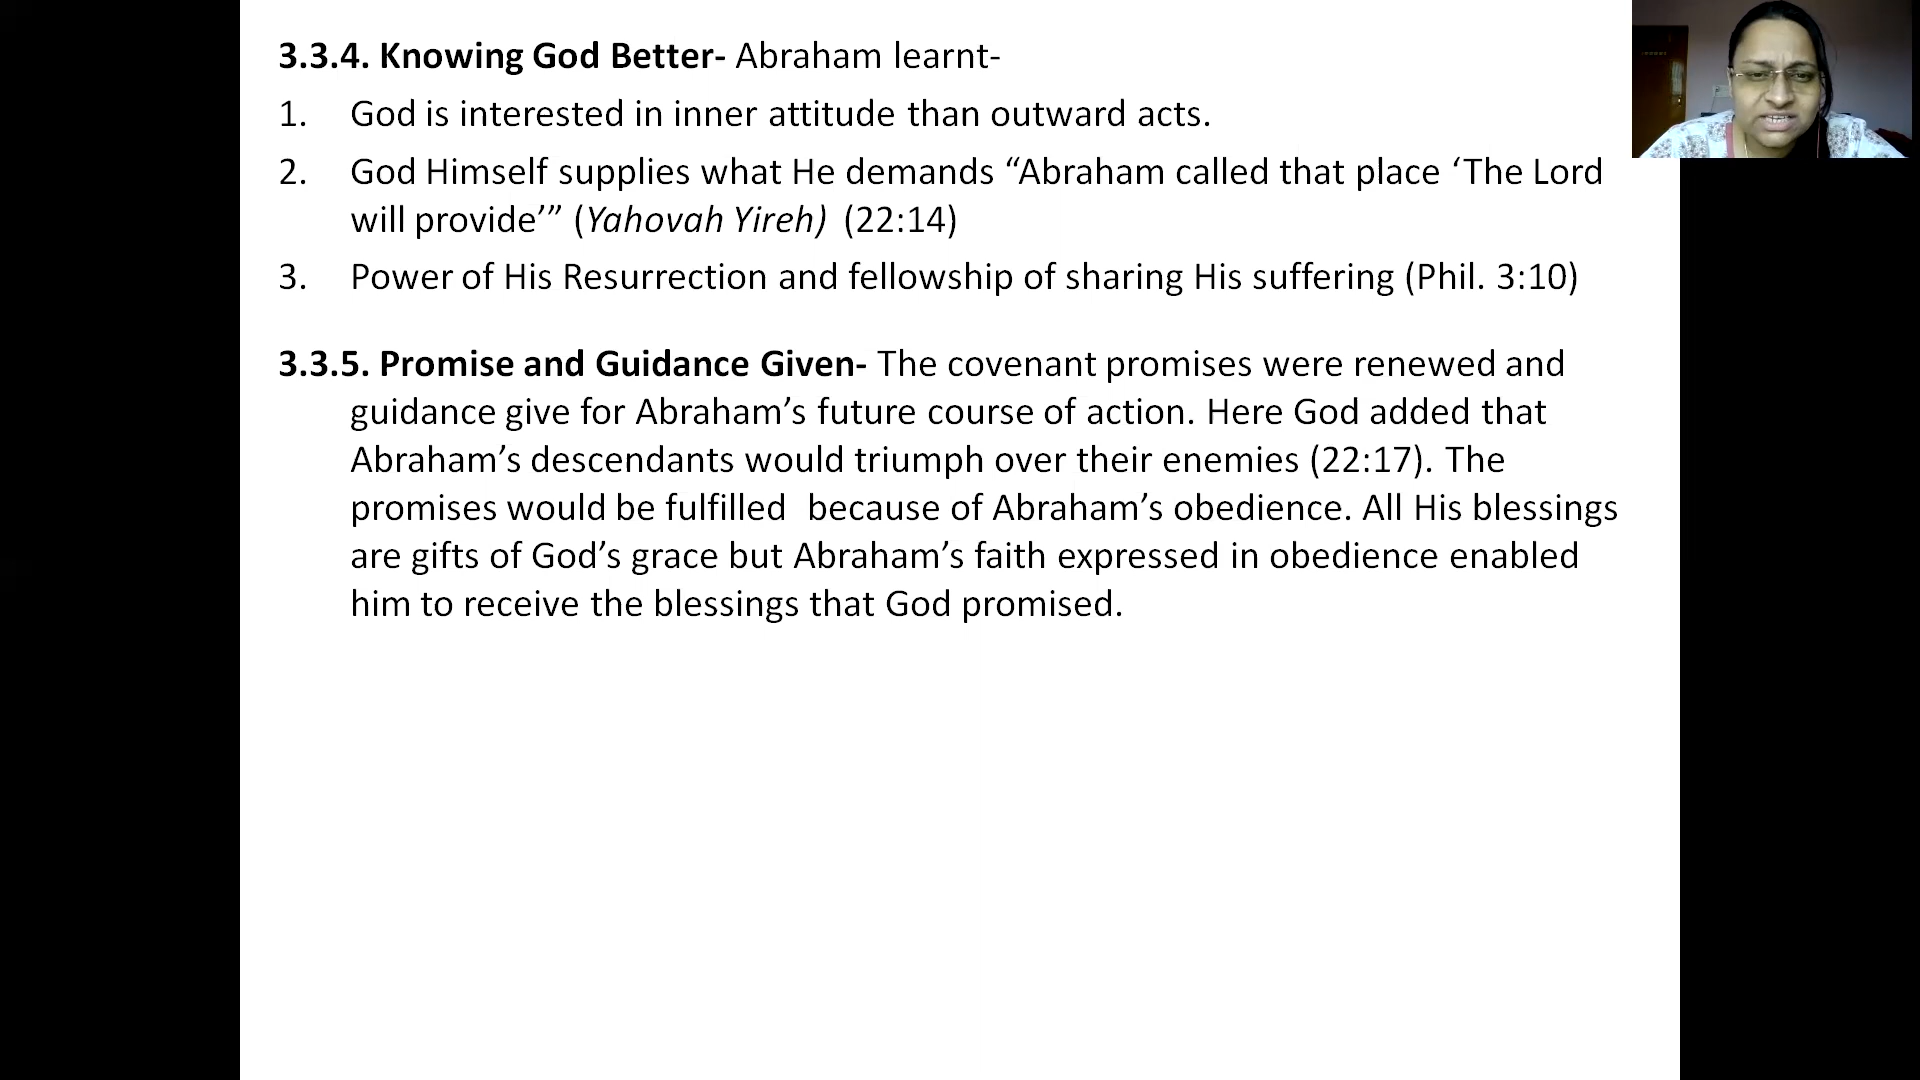 3.3.4. Knowing God Better- Abraham learnt-
1. God is interested in inner attitude than outward acts.
2. God Himself supplies what He demands “Abraham called that place ‘The Lord
will provide’” (Yahovah Yireh) (22:14)
3. Power of His Resurrection and fellowship of sharing His suffering (Phil. 3:10)
3.3.5. Promise and Guidance Given- The covenant promises were renewed and
guidance give for Abraham’s future course of action. Here God added that
Abraham’s descendants would triumph over their enemies (22:17). The
promises would be fulfilled because of Abraham’s obedience. All His blessings
are gifts of God’s grace but Abraham’s faith expressed in obedience enabled
him to receive the blessings that God promised.